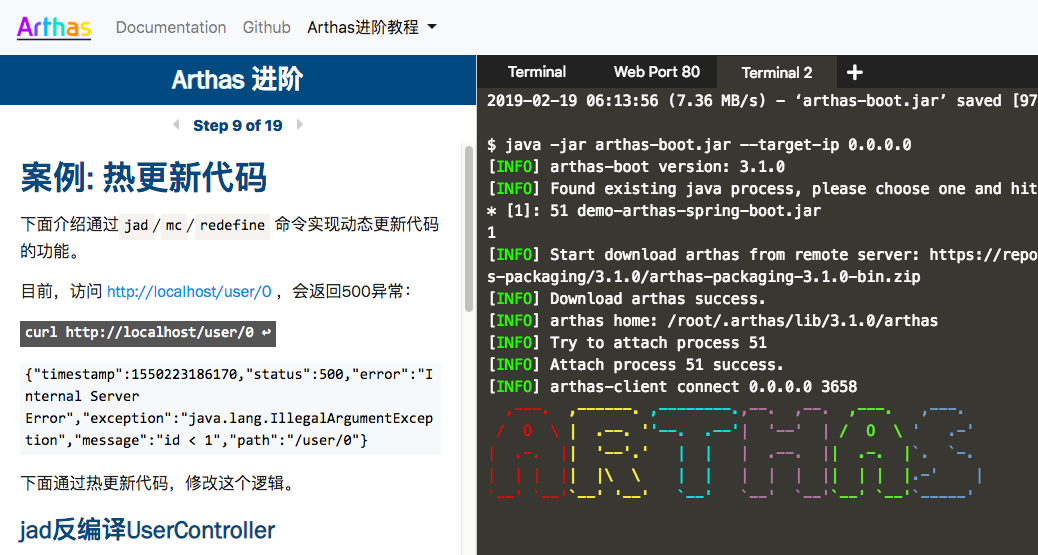 Arthas Documentation Github Arthas进阶教程
Arthas 进阶
Step 9 of 19
案例: 热更新代码
下面介绍通过 jad / mc / redefine 命令实现动态更新代码
的功能。
目前，访问 http://localhost/user/0 ，会返回500异常：
curl http://localhost/user/0 ↩
{"timestamp":1550223186170,"status":500,"error":"I
nternal Server
Error","exception":"java.lang.IllegalArgumentExcep
tion","message":"id < 1","path":"/user/0"}
下面通过热更新代码，修改这个逻辑。
jad反编译UserController
Terminal Web Port 80 Terminal 2 +
2019-02-19 06:13:56 (7.36 MB/s) - ‘arthas-boot.jar’ saved [97
$ java -jar arthas-boot.jar --target-ip 0.0.0.0
[INFO] arthas-boot version: 3.1.0
[INFO] Found existing java process, please choose one and hit
* [1]: 51 demo-arthas-spring-boot.jar
1
[INFO] Start download arthas from remote server: https://repo
s-packaging/3.1.0/arthas-packaging-3.1.0-bin.zip
[INFO] Download arthas success.
[INFO] arthas home: /root/.arthas/lib/3.1.0/arthas
[INFO] Try to attach process 51
[INFO] Attach process 51 success.
[INFO] arthas-client connect 0.0.0.0 3658
ARTHAS